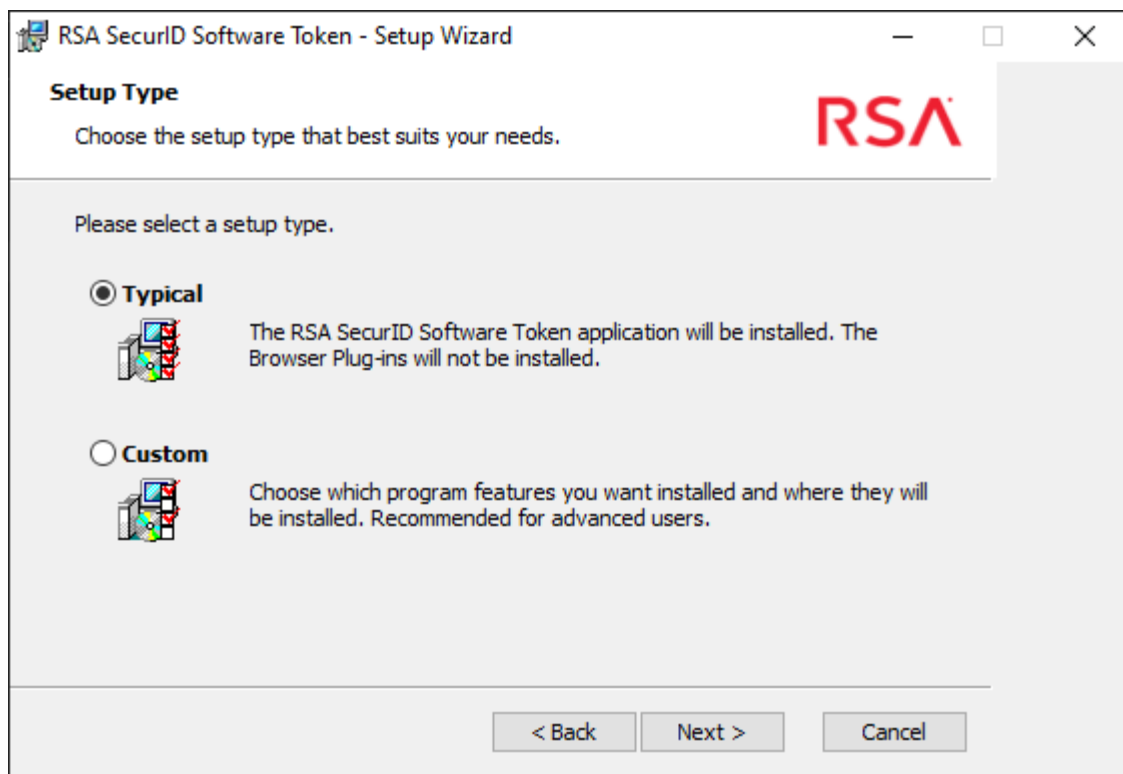 RSA SecurID Software Token - Setup Wizard
Setup Type
Choose the setup type that best suits your needs.
RSA
Please select a setup type.
Typical
The RSA SecurID Software Token application will be installed. The
Browser Plug-ins will not be installed.
Custom
Choose which program features you want installed and where they will
be installed. Recommended for advanced users.
< Back
Next >
Cancel